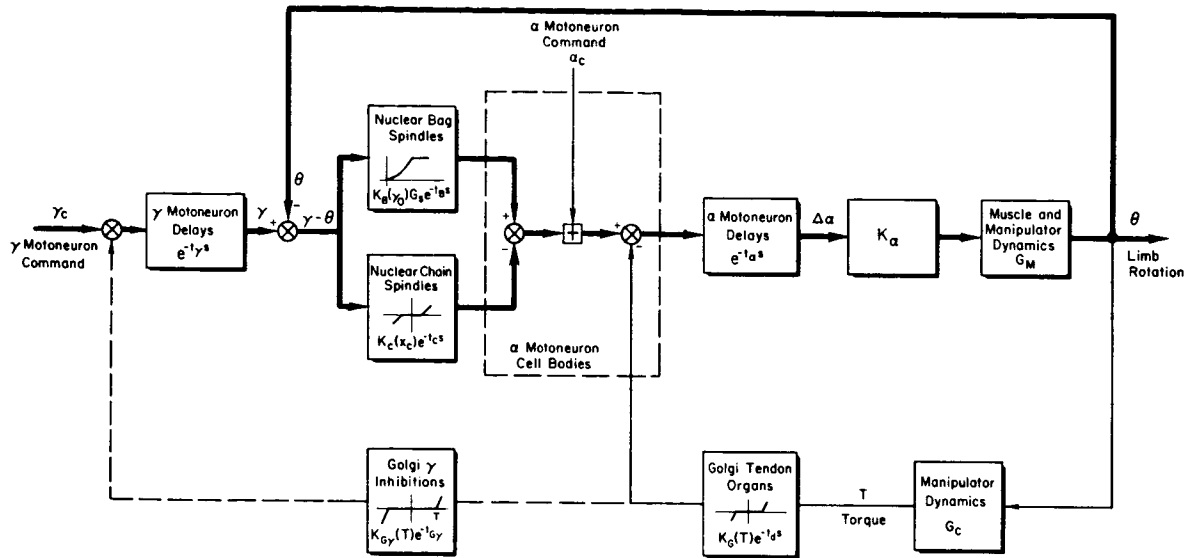 α Motoneuron
Command
α_c
θ
Nuclear Bag
Spindles
K_B(γ_0)G_s e^{-t_B s}
γ_c
γ Motoneuron
Command
γ Motoneuron
Delays
e^{-t_γ s}
γ
+
-
γ-θ
Nuclear Chain
Spindles
K_C(x_C)e^{-t_C s}
+
-
+
+
-
α Motoneuron
Cell Bodies
α Motoneuron
Delays
e^{-t_α s}
Δα
K_α
Muscle and
Manipulator
Dynamics
G_M
θ
Limb
Rotation
Golgi γ
Inhibitions
T
K_{Gγ}(T)e^{-t_{Gγ}}
Golgi Tendon
Organs
K_G(T)e^{-t_d s}
T
Torque
Manipulator
Dynamics
G_C